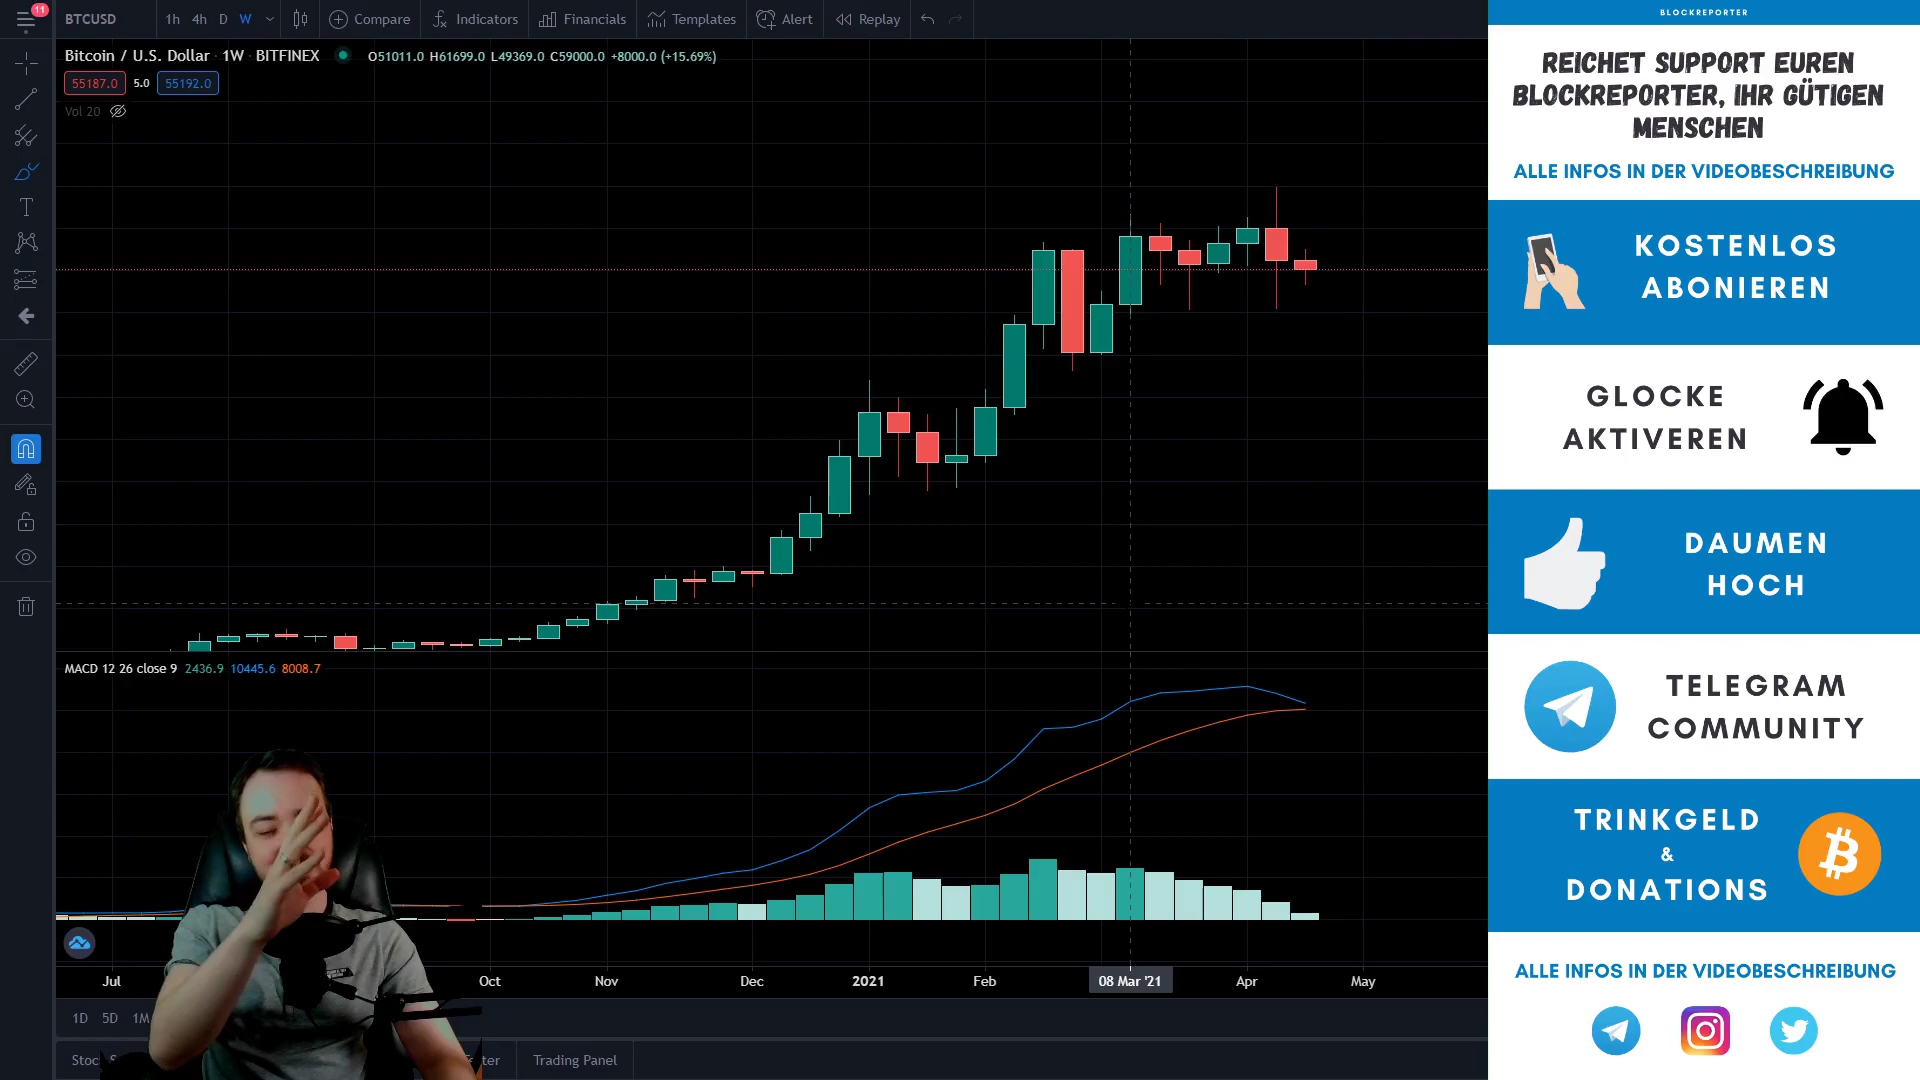 11
BTCUSD
1h 4h D W
Compare
Indicators
Financials
Templates
Alert
Replay
Bitcoin / U.S. Dollar · 1W · BITFINEX
O51011.0 H61699.0 L49369.0 C59000.0 +8000.0 (+15.69%)
55187.0 5.0 55192.0
Vol 20
MACD 12 26 close 9 2436.9 10445.6 8008.7
Jul Oct Nov Dec 2021 Feb 08 Mar '21 Apr May
1D 5D 1M
Trading Panel
BLOCKREPORTER
REICHET SUPPORT EUREN
BLOCKREPORTER, IHR GÜTIGEN
MENSCHEN
ALLE INFOS IN DER VIDEOBESCHREIBUNG
KOSTENLOS
ABONIEREN
GLOCKE
AKTIVEREN
DAUMEN
HOCH
TELEGRAM
COMMUNITY
TRINKGELD
&
DONATIONS
ALLE INFOS IN DER VIDEOBESCHREIBUNG